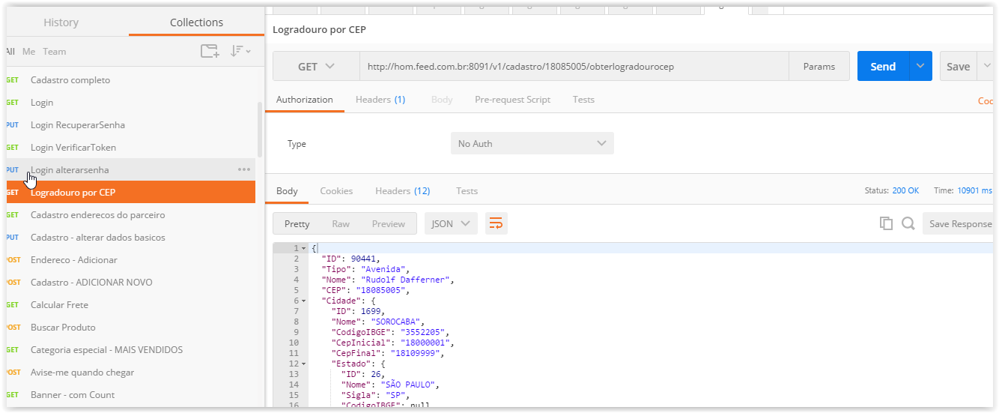 History Collections
All Me Team
GET Cadastro completo
GET Login
PUT Login RecuperarSenha
GET Login VerificarToken
PUT Login alterarsenha
GET Logradouro por CEP
GET Cadastro enderecos do parceiro
PUT Cadastro - alterar dados basicos
POST Endereco - Adicionar
POST Cadastro - ADICIONAR NOVO
GET Calcular Frete
POST Buscar Produto
GET Categoria especial - MAIS VENDIDOS
POST Avise-me quando chegar
GET Banner - com Count
Logradouro por CEP
GET http://hom.feed.com.br:8091/v1/cadastro/18085005/obterlogradourocep Params Send Save
Authorization Headers (1) Body Pre-request Script Tests
Type No Auth
Body Cookies Headers (12) Tests Status: 200 OK Time: 10901 ms
Pretty Raw Preview JSON Save Response
1 {
2 "ID": 90441,
3 "Tipo": "Avenida",
4 "Nome": "Rudolf Dafferner",
5 "CEP": "18085005",
6 "Cidade": {
7 "ID": 1699,
8 "Nome": "SOROCABA",
9 "CodigoIBGE": "3552205",
10 "CepInicial": "18000001",
11 "CepFinal": "18109999",
12 "Estado": {
13 "ID": 26,
14 "Nome": "SÃO PAULO",
15 "Sigla": "SP",
16 "CodigoIBGE": null